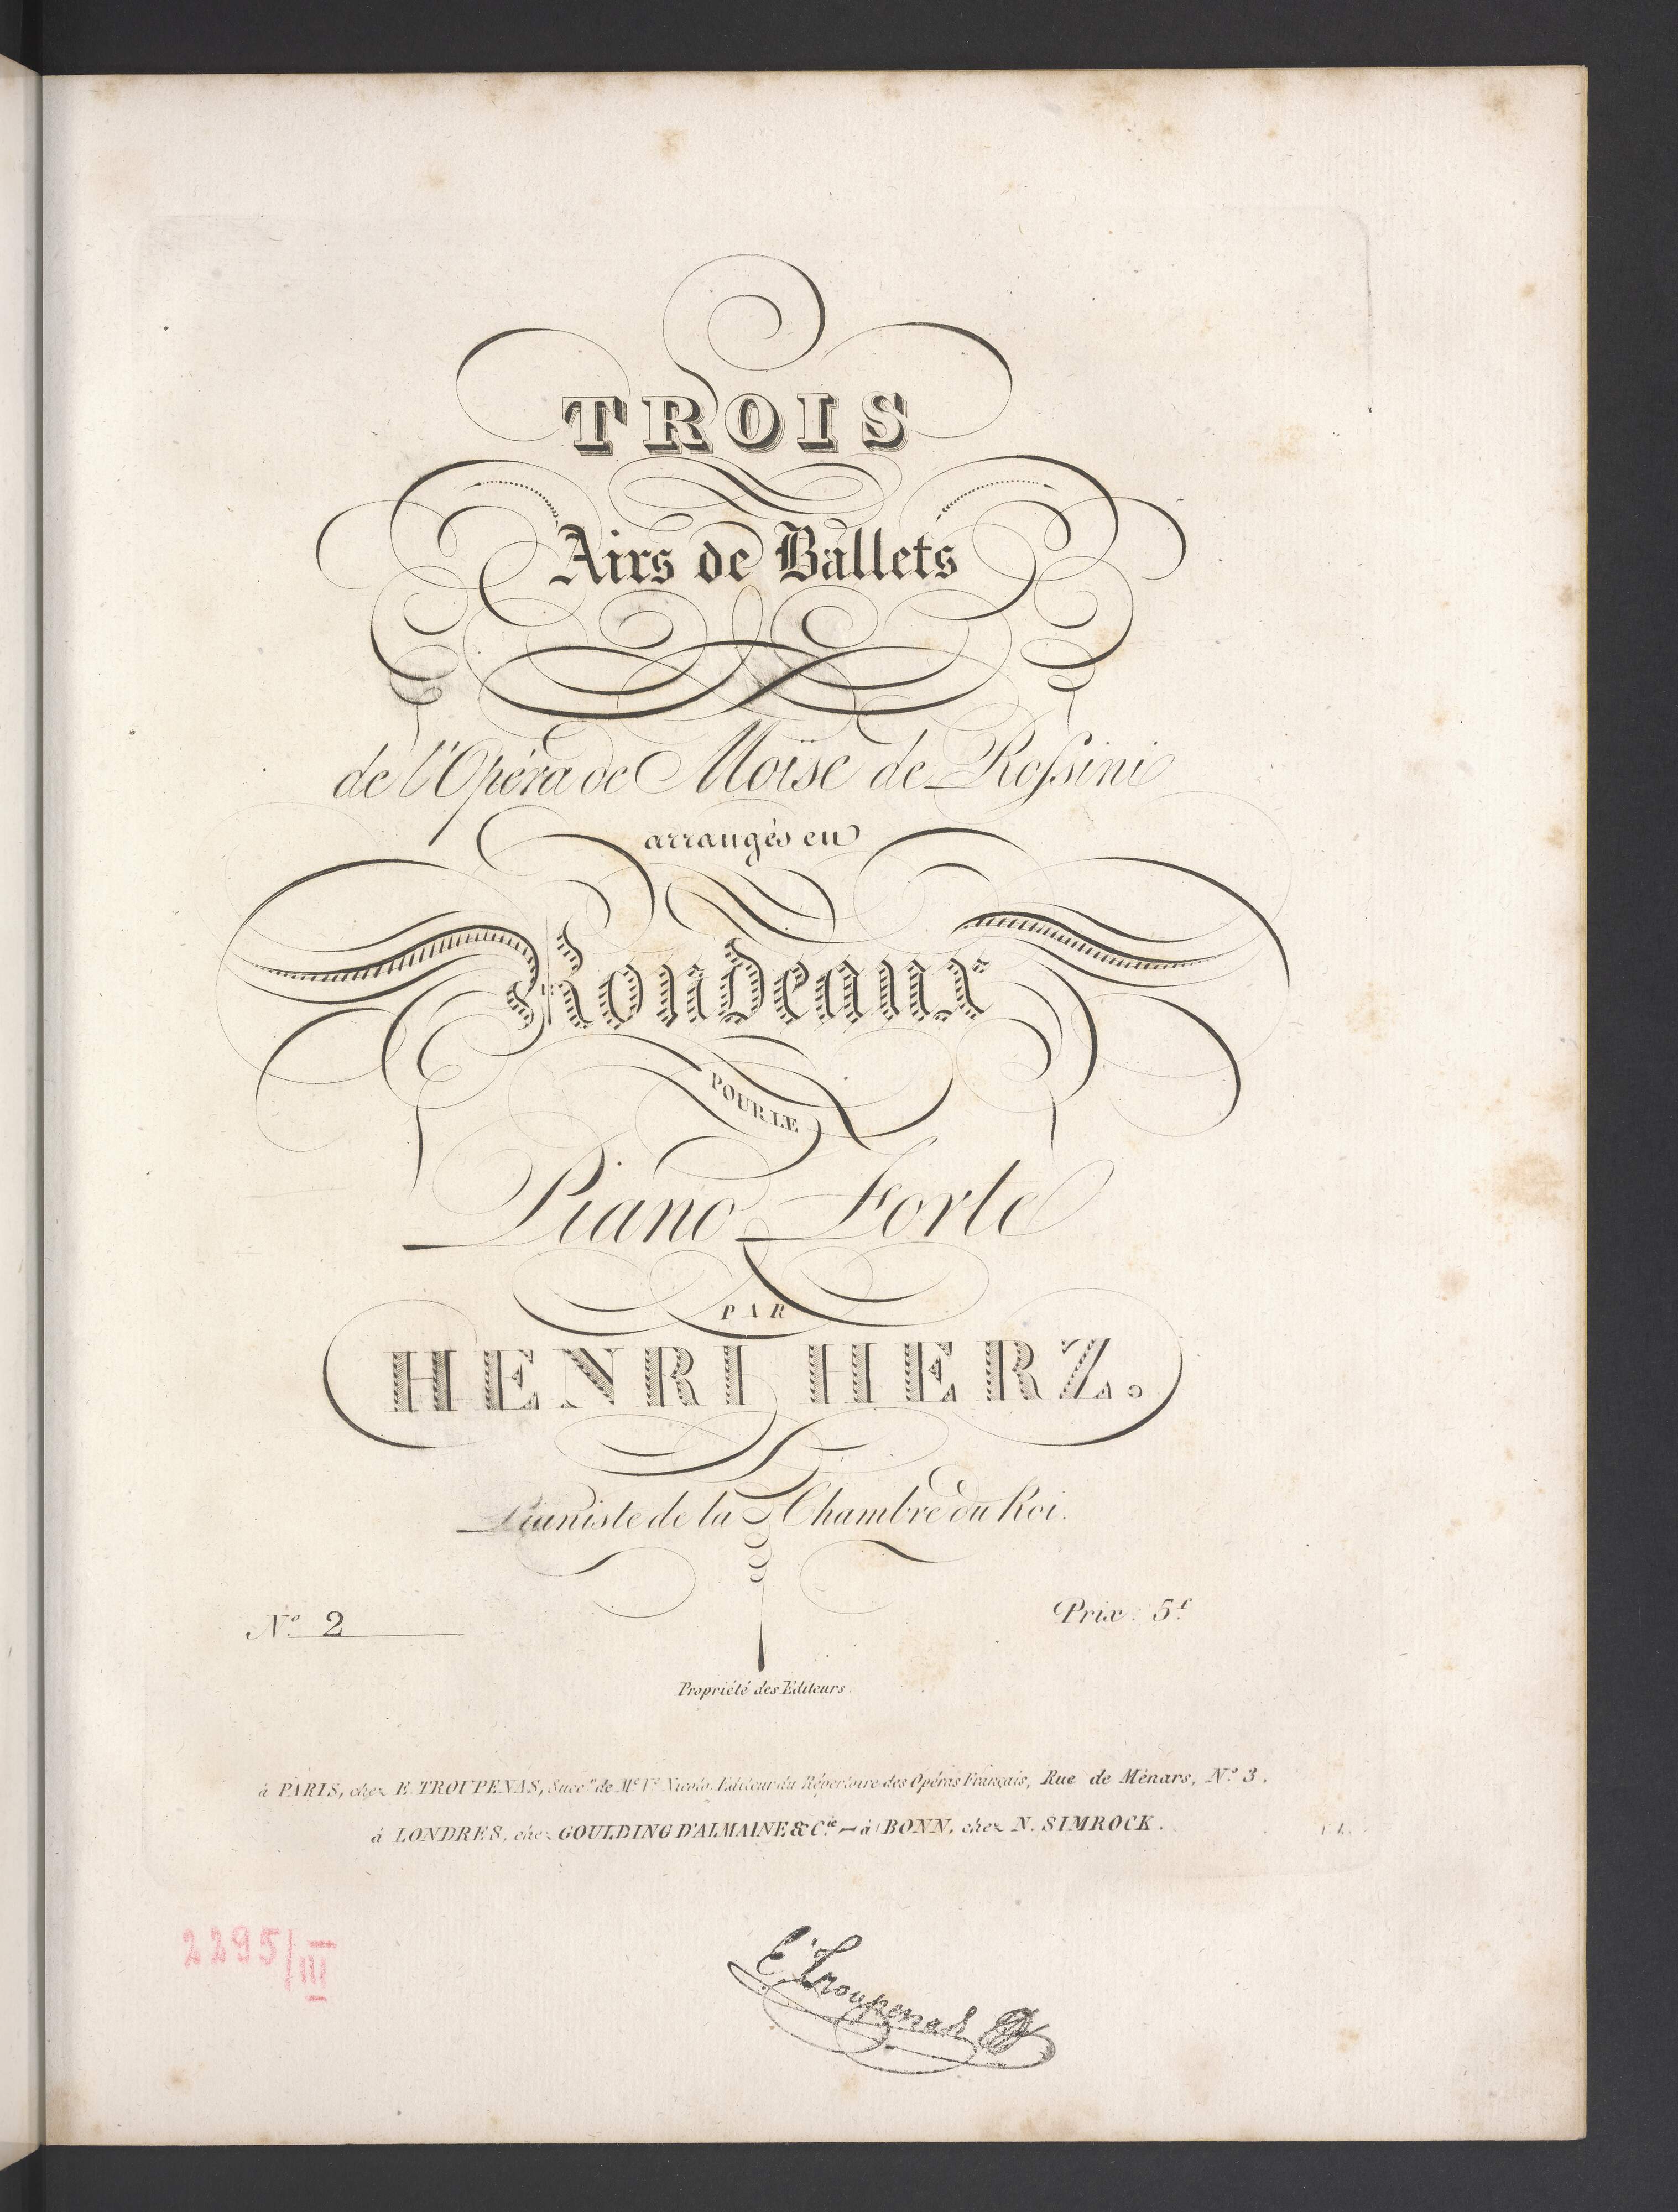 TROIS
Airs de Ballets
de l'Opéra de Moïse de Rossini
arrangés en
Rondeaux
POUR LE
Piano Forte
PAR
HENRI HERZ.
Pianiste de la Chambre du Roi.
N.º 2
Prix: 5.f
Propriété des Editeurs.
à PARIS, chez E. TROUPENAS, Succ.r de M.e V.e Nicolo. Editeur du Répertoire des Opéras Français, Rue de Ménars, N.º 3.
à LONDRES, chez GOULDING D'ALMAINE & C.ie — à BONN, chez N. SIMROCK.
2295/III
E. Troupenas